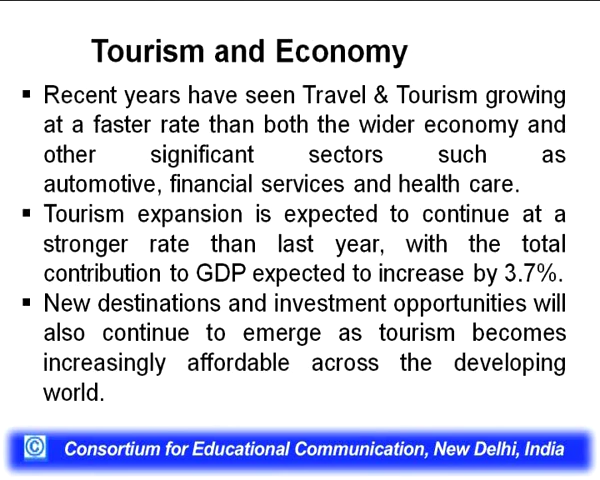 Tourism and Economy
▪ Recent years have seen Travel & Tourism growing
at a faster rate than both the wider economy and
other significant sectors such as
automotive, financial services and health care.
▪ Tourism expansion is expected to continue at a
stronger rate than last year, with the total
contribution to GDP expected to increase by 3.7%.
▪ New destinations and investment opportunities will
also continue to emerge as tourism becomes
increasingly affordable across the developing
world.
© Consortium for Educational Communication, New Delhi, India